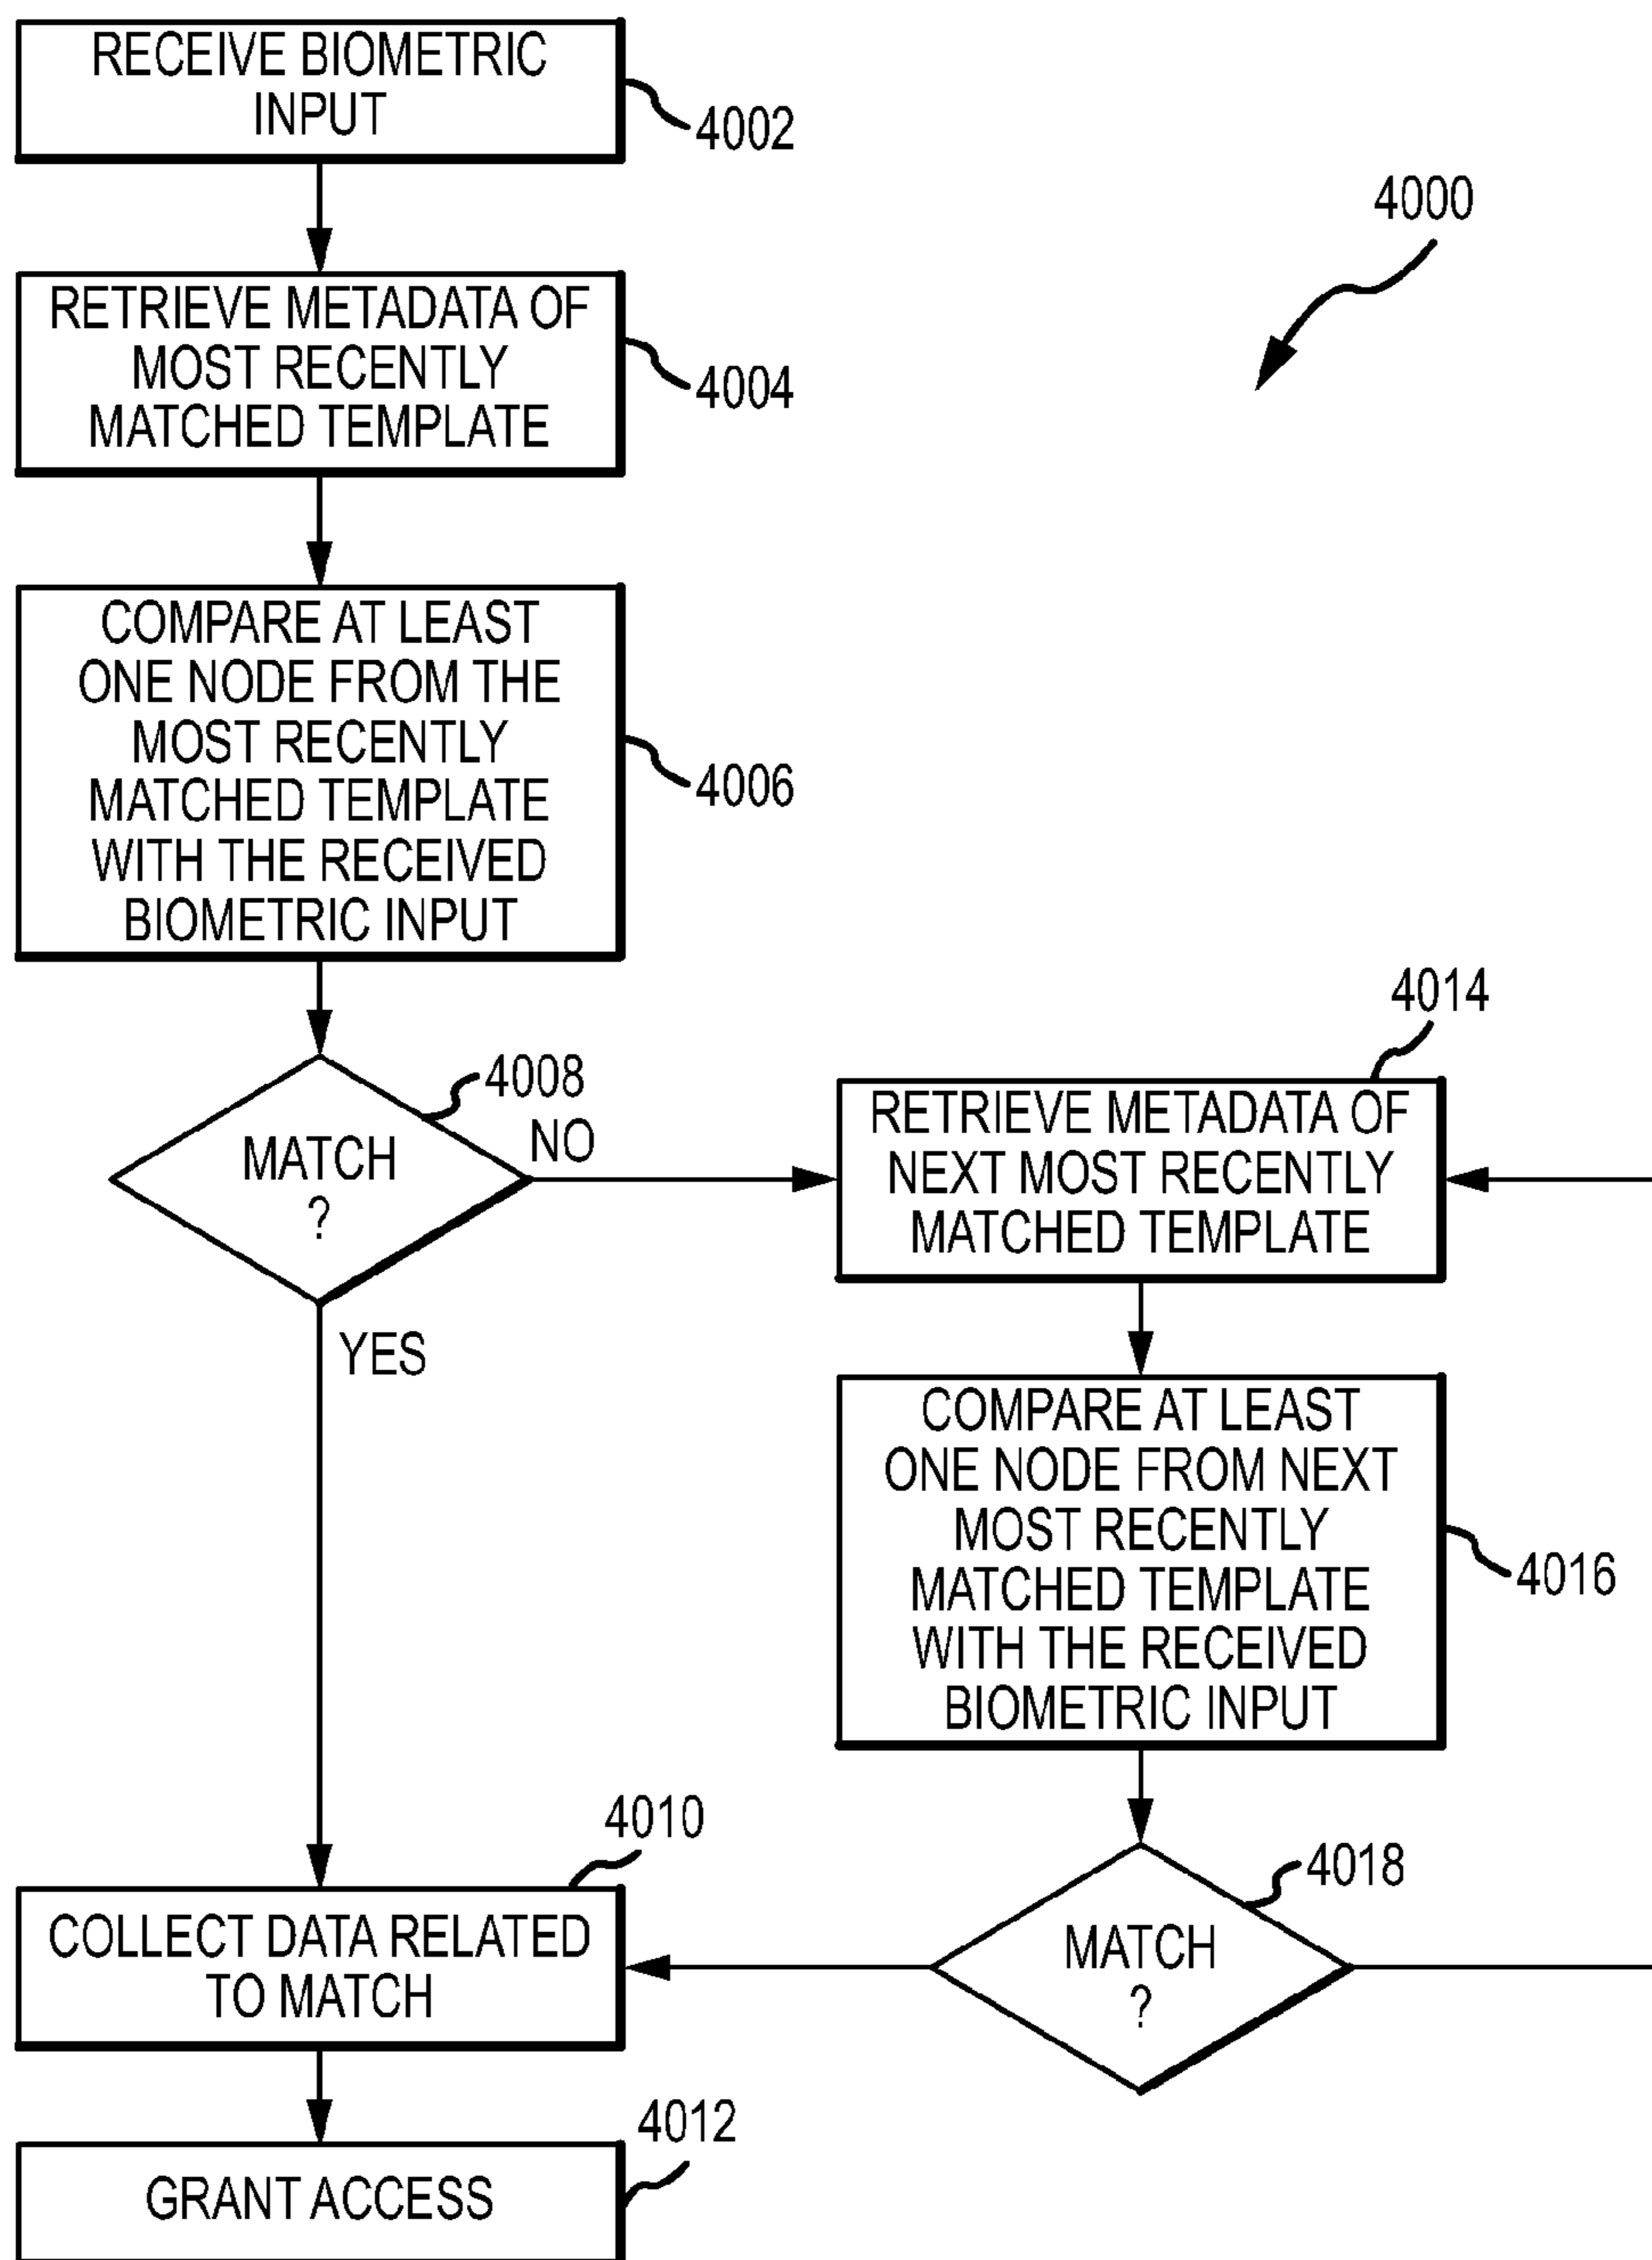 RECEIVE BIOMETRIC
INPUT
4002
4000
RETRIEVE METADATA OF
MOST RECENTLY
MATCHED TEMPLATE
4004
COMPARE AT LEAST
ONE NODE FROM THE
MOST RECENTLY
MATCHED TEMPLATE
WITH THE RECEIVED
BIOMETRIC INPUT
4006
4008
MATCH
?
NO
YES
4014
RETRIEVE METADATA OF
NEXT MOST RECENTLY
MATCHED TEMPLATE
COMPARE AT LEAST
ONE NODE FROM NEXT
MOST RECENTLY
MATCHED TEMPLATE
WITH THE RECEIVED
BIOMETRIC INPUT
4016
4018
MATCH
?
4010
COLLECT DATA RELATED
TO MATCH
4012
GRANT ACCESS